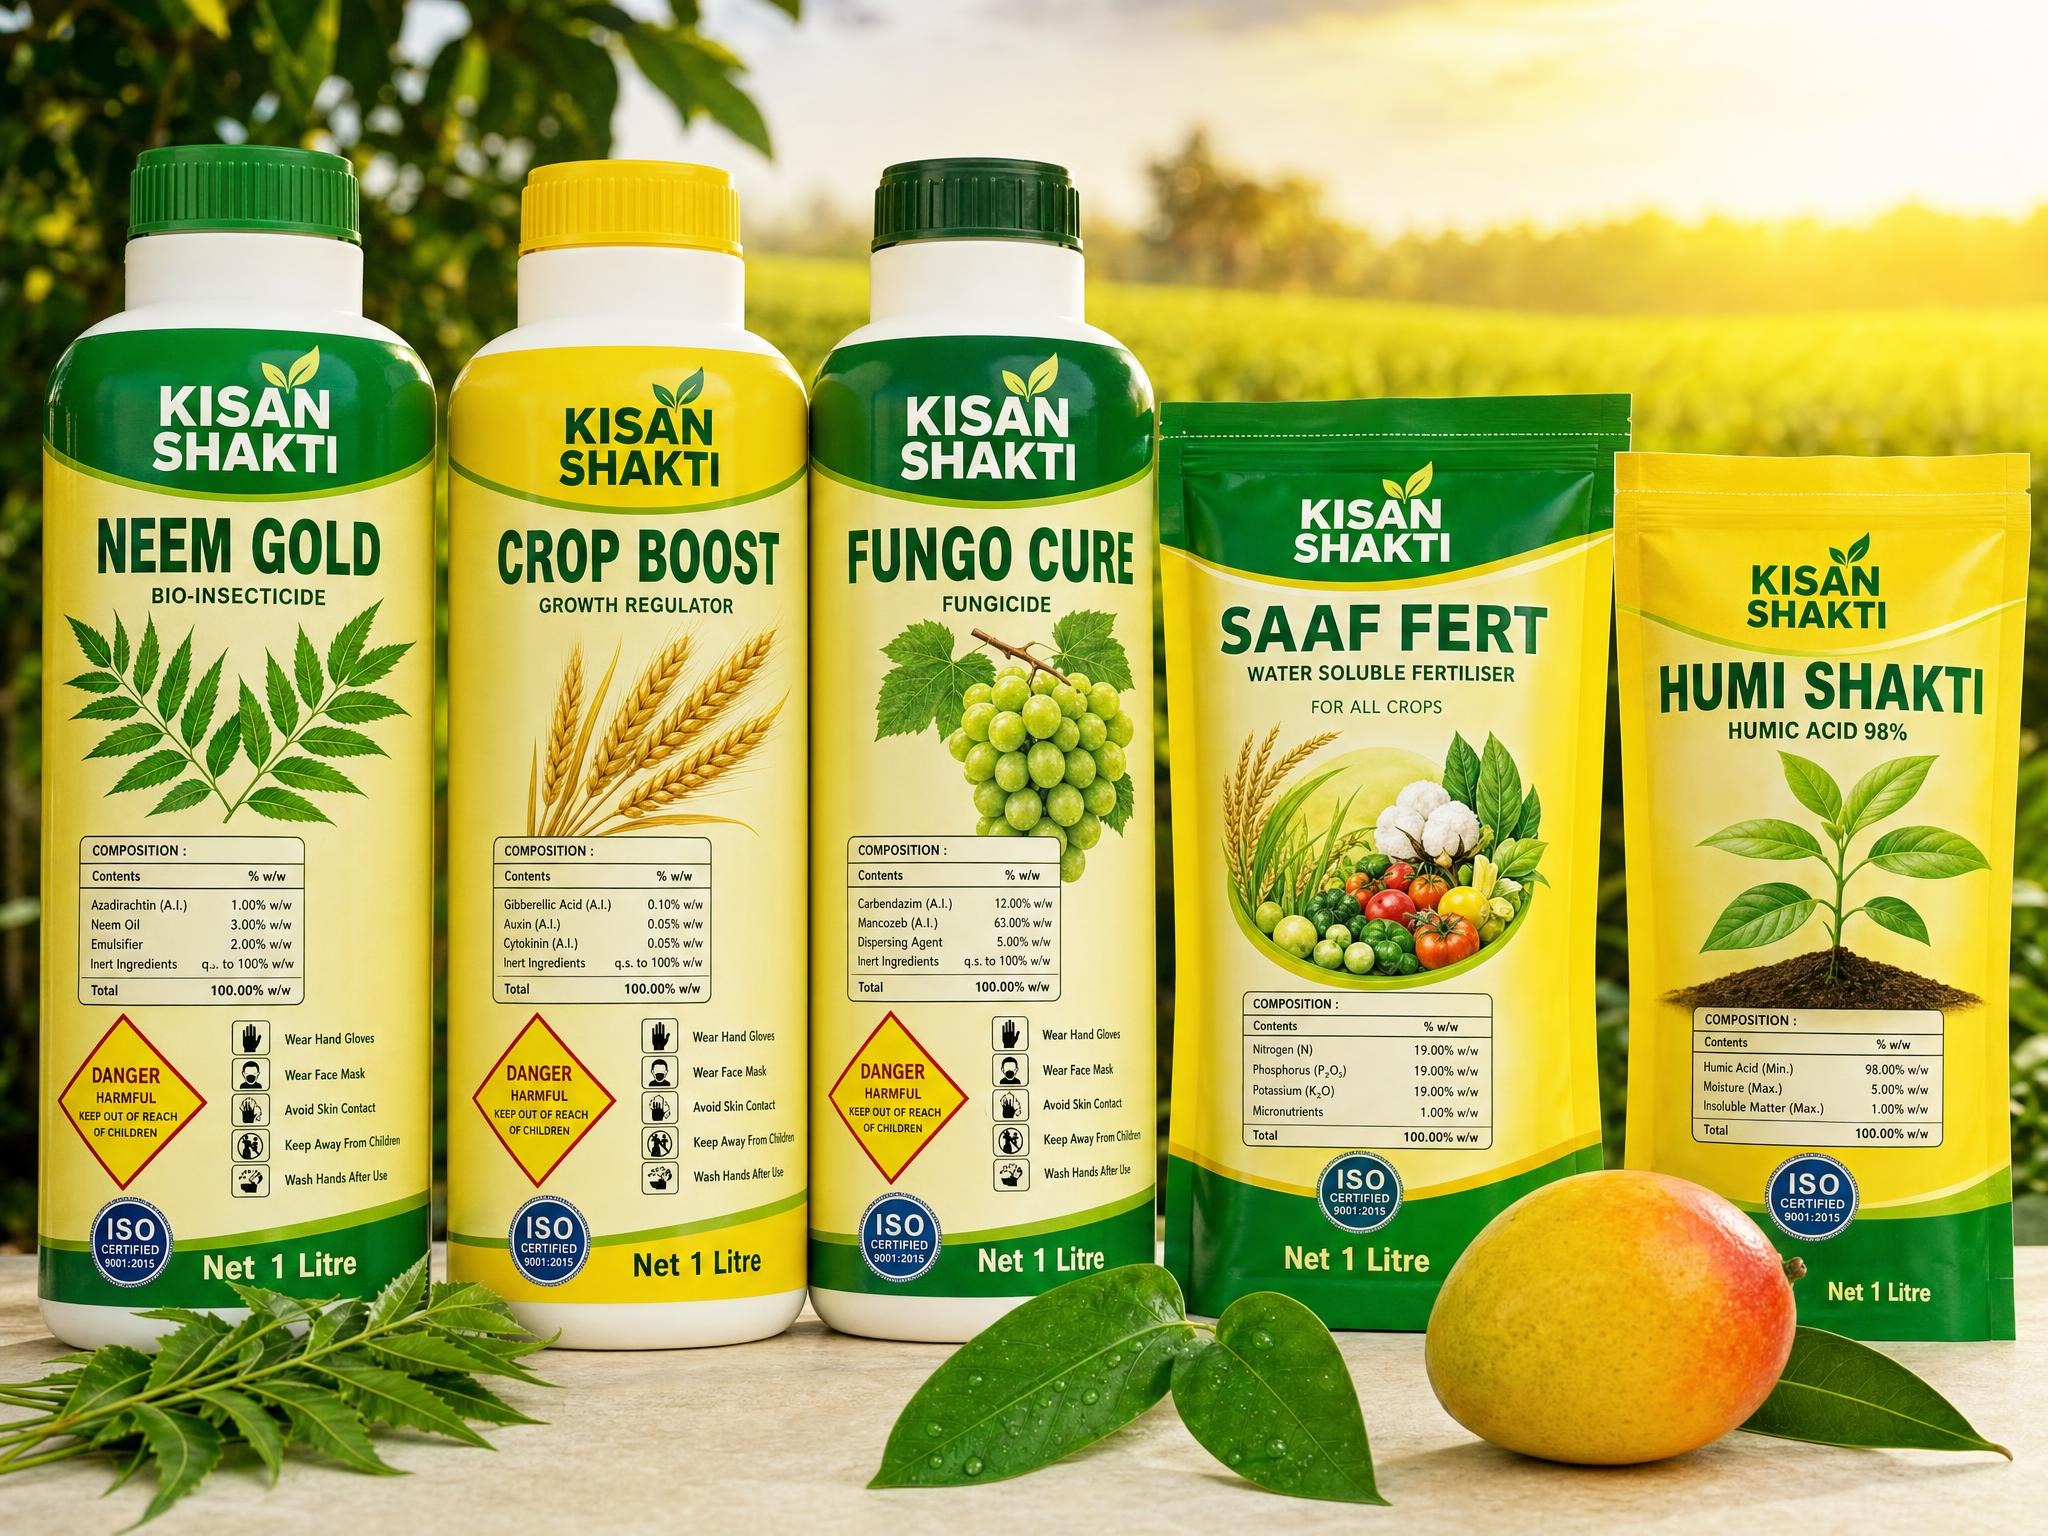 KISAN
SHAKTI
NEEM GOLD
BIO-INSECTICIDE
COMPOSITION :
Contents % w/w
Azadirachtin (A.I.) 1.00% w/w
Neem Oil 3.00% w/w
Emulsifier 2.00% w/w
Inert Ingredients q.s. to 100% w/w
Total 100.00% w/w
DANGER
HARMFUL
KEEP OUT OF REACH
OF CHILDREN
Wear Hand Gloves
Wear Face Mask
Avoid Skin Contact
Keep Away From Children
Wash Hands After Use
ISO
CERTIFIED
9001:2015
Net 1 Litre
KISAN
SHAKTI
CROP BOOST
GROWTH REGULATOR
COMPOSITION :
Contents % w/w
Gibberellic Acid (A.I.) 0.10% w/w
Auxin (A.I.) 0.05% w/w
Cytokinin (A.I.) 0.05% w/w
Inert Ingredients q.s. to 100% w/w
Total 100.00% w/w
DANGER
HARMFUL
KEEP OUT OF REACH
OF CHILDREN
Wear Hand Gloves
Wear Face Mask
Avoid Skin Contact
Keep Away From Children
Wash Hands After Use
ISO
CERTIFIED
9001:2015
Net 1 Litre
KISAN
SHAKTI
FUNGO CURE
FUNGICIDE
COMPOSITION :
Contents % w/w
Carbendazim (A.I.) 12.00% w/w
Mancozeb (A.I.) 63.00% w/w
Dispersing Agent 5.00% w/w
Inert Ingredients q.s. to 100% w/w
Total 100.00% w/w
DANGER
HARMFUL
KEEP OUT OF REACH
OF CHILDREN
Wear Hand Gloves
Wear Face Mask
Avoid Skin Contact
Keep Away From Children
Wash Hands After Use
ISO
CERTIFIED
9001:2015
Net 1 Litre
KISAN
SHAKTI
SAAF FERT
WATER SOLUBLE FERTILISER
FOR ALL CROPS
COMPOSITION :
Contents % w/w
Nitrogen (N) 19.00% w/w
Phosphorus (P₂O₅) 19.00% w/w
Potassium (K₂O) 19.00% w/w
Micronutrients 1.00% w/w
Total 100.00% w/w
ISO
CERTIFIED
9001:2015
Net 1 Litre
KISAN
SHAKTI
HUMI SHAKTI
HUMIC ACID 98%
COMPOSITION :
Contents % w/w
Humic Acid (Min.) 98.00% w/w
Moisture (Max.) 5.00% w/w
Insoluble Matter (Max.) 1.00% w/w
Total 100.00% w/w
ISO
CERTIFIED
9001:2015
Net 1 Litre